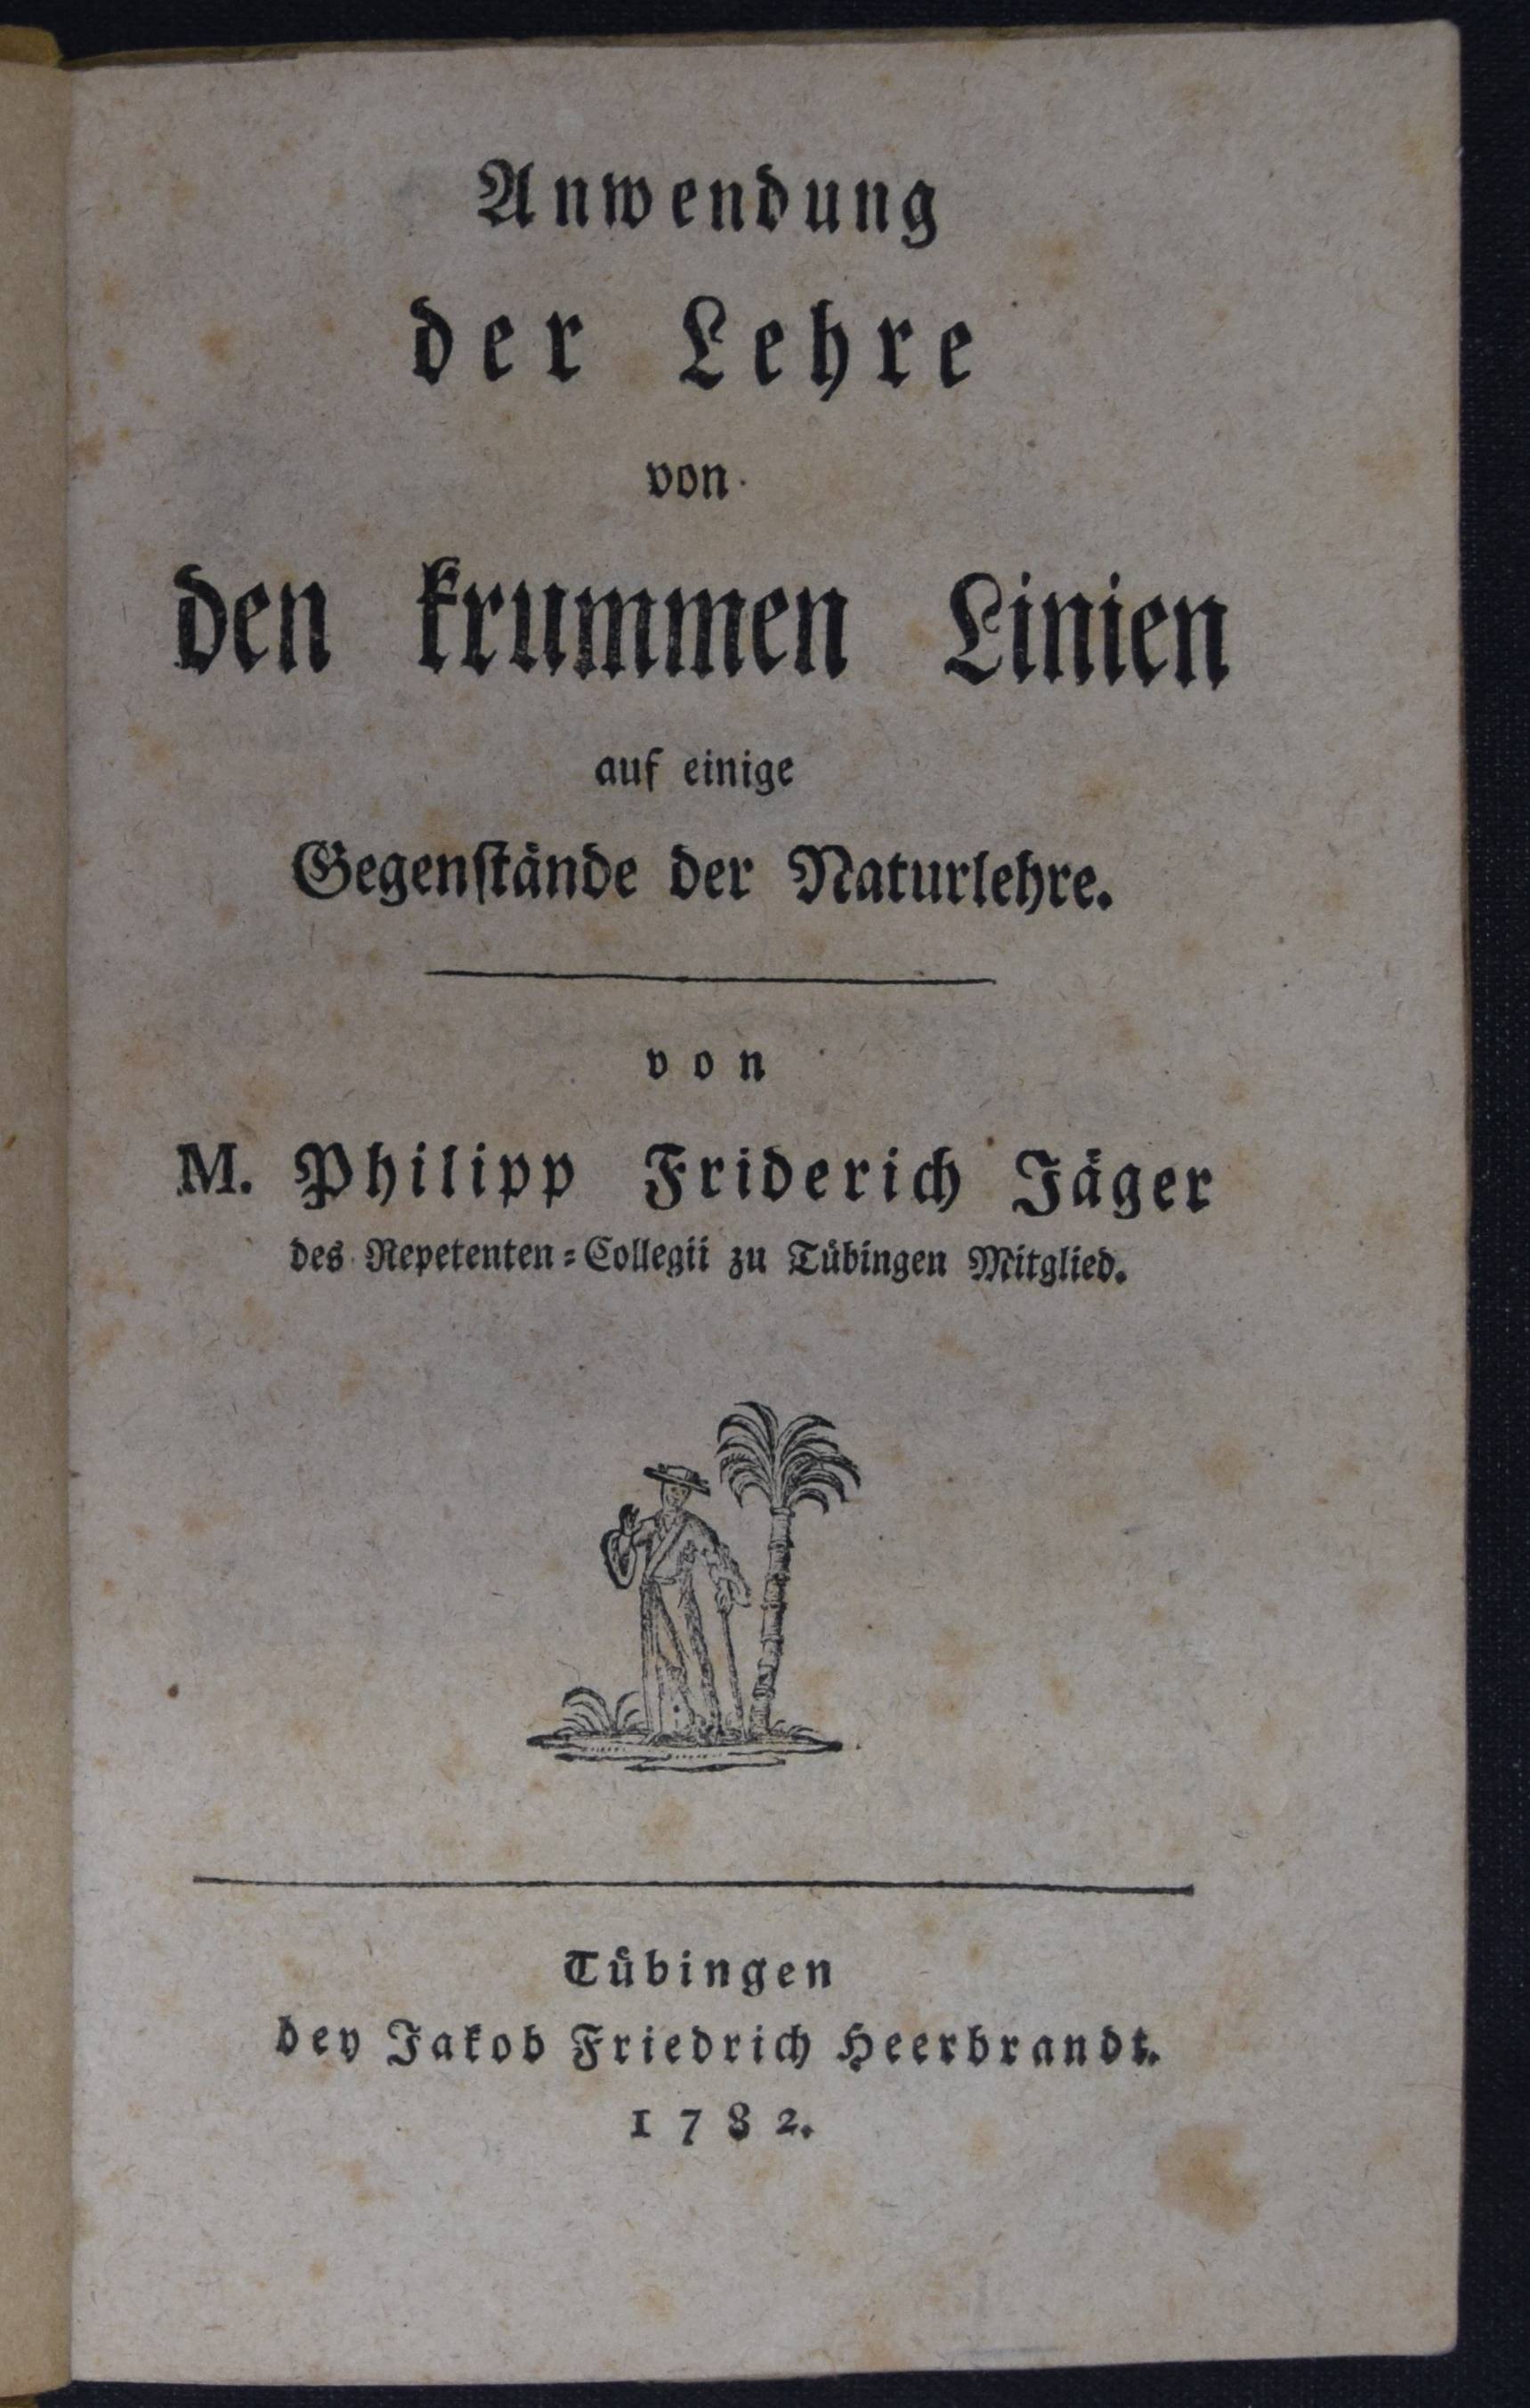 Anwendung
der Lehre
von
den krummen Linien
auf einige
Gegenſtände der Naturlehre.
von
M. Philipp Friderich Jäger
des Repetenten⸗Collegii zu Tübingen Mitglied.
Tübingen
bey Jakob Friedrich Heerbrandt.
1782.